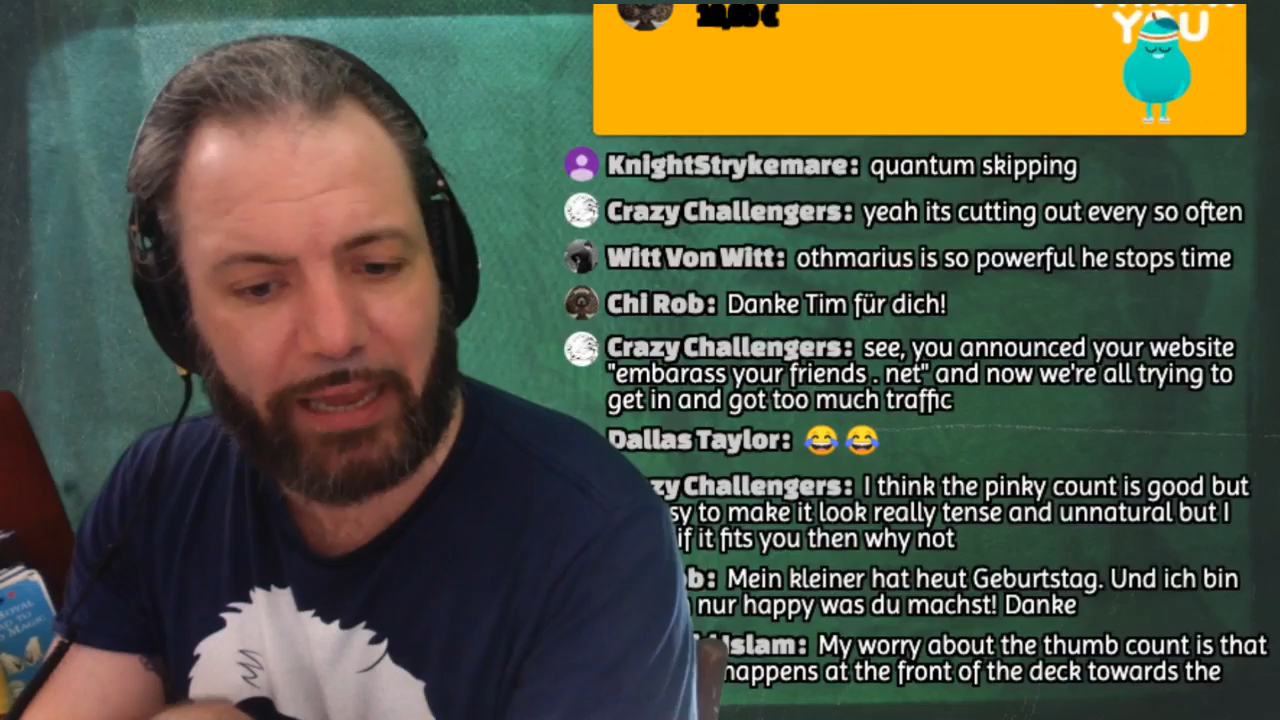 YOU
KnightStrykemare: quantum skipping
Crazy Challengers: yeah its cutting out every so often
Witt Von Witt: othmarius is so powerful he stops time
Chi Rob: Danke Tim für dich!
Crazy Challengers: see, you announced your website
"embarass your friends . net" and now we're all trying to
get in and got too much traffic
Dallas Taylor: 😂 😂
Challengers: I think the pinky count is good but
to make it look really tense and unnatural but I
if it fits you then why not
Mein kleiner hat heut Geburtstag. Und ich bin
nur happy was du machst! Danke
Islam: My worry about the thumb count is that
happens at the front of the deck towards the
ROYAL
TO
MAGIC